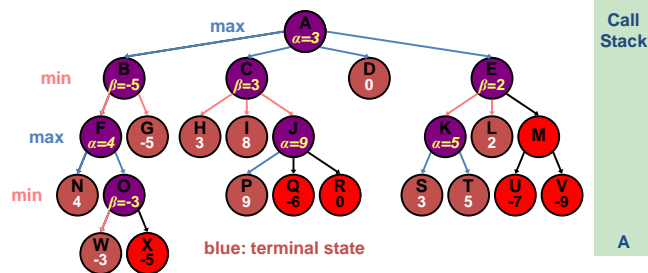 max
A
α=3
Call
Stack
min
B
β=-5
C
β=3
D
0
E
β=2
max
F
α=4
G
-5
H
3
I
8
J
α=9
K
α=5
L
2
M
min
N
4
O
β=-3
P
9
Q
-6
R
0
S
3
T
5
U
-7
V
-9
W
-3
X
-5
blue: terminal state
A